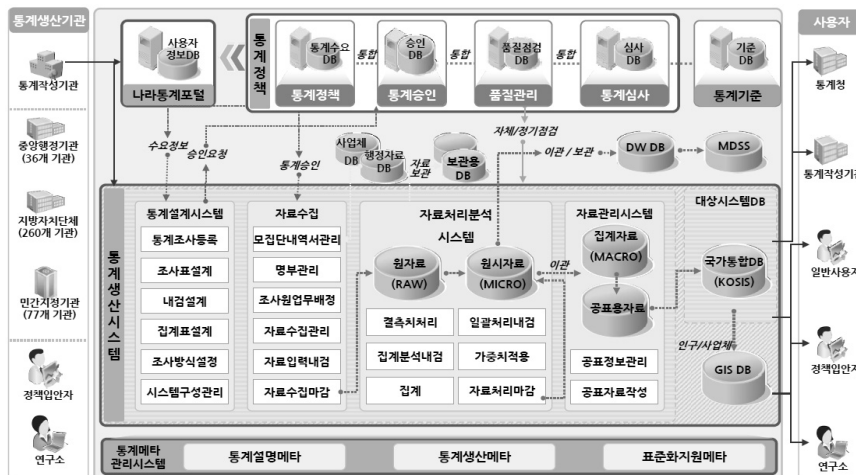 통계생산기관
통계작성기관
중앙행정기관
(36개 기관)
지방자치단체
(260개 기관)
민간지정기관
(77개 기관)
정책입안자
연구소
사용자
정보DB
나라통계포털
통계정책
통계수요
DB
통계정책
통합
승인
DB
통계승인
통합
품질점검
DB
품질관리
통합
심사
DB
통계심사
기준
DB
통계기준
수요정보
승인요청
통계승인
사업체
DB
행정자료
DB
자료
보관
보관용
DB
자체/정기점검
이관 / 보관
DW DB
MDSS
통계생산시스템
통계설계시스템
통계조사등록
조사표설계
내검설계
집계표설계
조사방식설정
시스템구성관리
자료수집
모집단내역서관리
명부관리
조사원업무배정
자료수집관리
자료입력내검
자료수집마감
자료처리분석
시스템
원자료
(RAW)
원시자료
(MICRO)
이관
결측치처리
일괄처리내검
집계분석내검
가중치적용
집계
자료처리마감
자료관리시스템
집계자료
(MACRO)
공표용자료
공표정보관리
공표자료작성
대상시스템DB
국가통합DB
(KOSIS)
인구/사업체
GIS DB
통계메타
관리시스템
통계설명메타
통계생산메타
표준화지원메타
사용자
통계청
통계작성기관
일반사용자
정책입안자
연구소